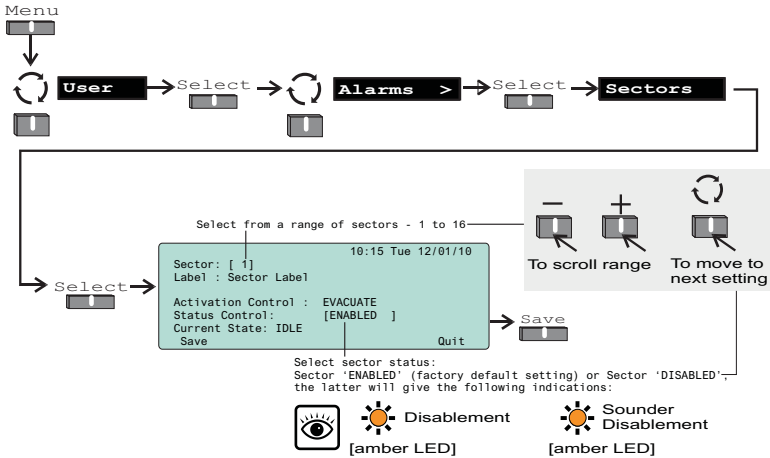 Menu
User
Select
Alarms >
Select
Sectors
Select from a range of sectors - 1 to 16
− +
To scroll range
To move to
next setting
Select
10:15 Tue 12/01/10
Sector: [ 1]
Label : Sector Label
Activation Control : EVACUATE
Status Control: [ENABLED ]
Current State: IDLE
Save Quit
Save
Select sector status:
Sector 'ENABLED' (factory default setting) or Sector 'DISABLED',
the latter will give the following indications:
Disablement
[amber LED]
Sounder
Disablement
[amber LED]